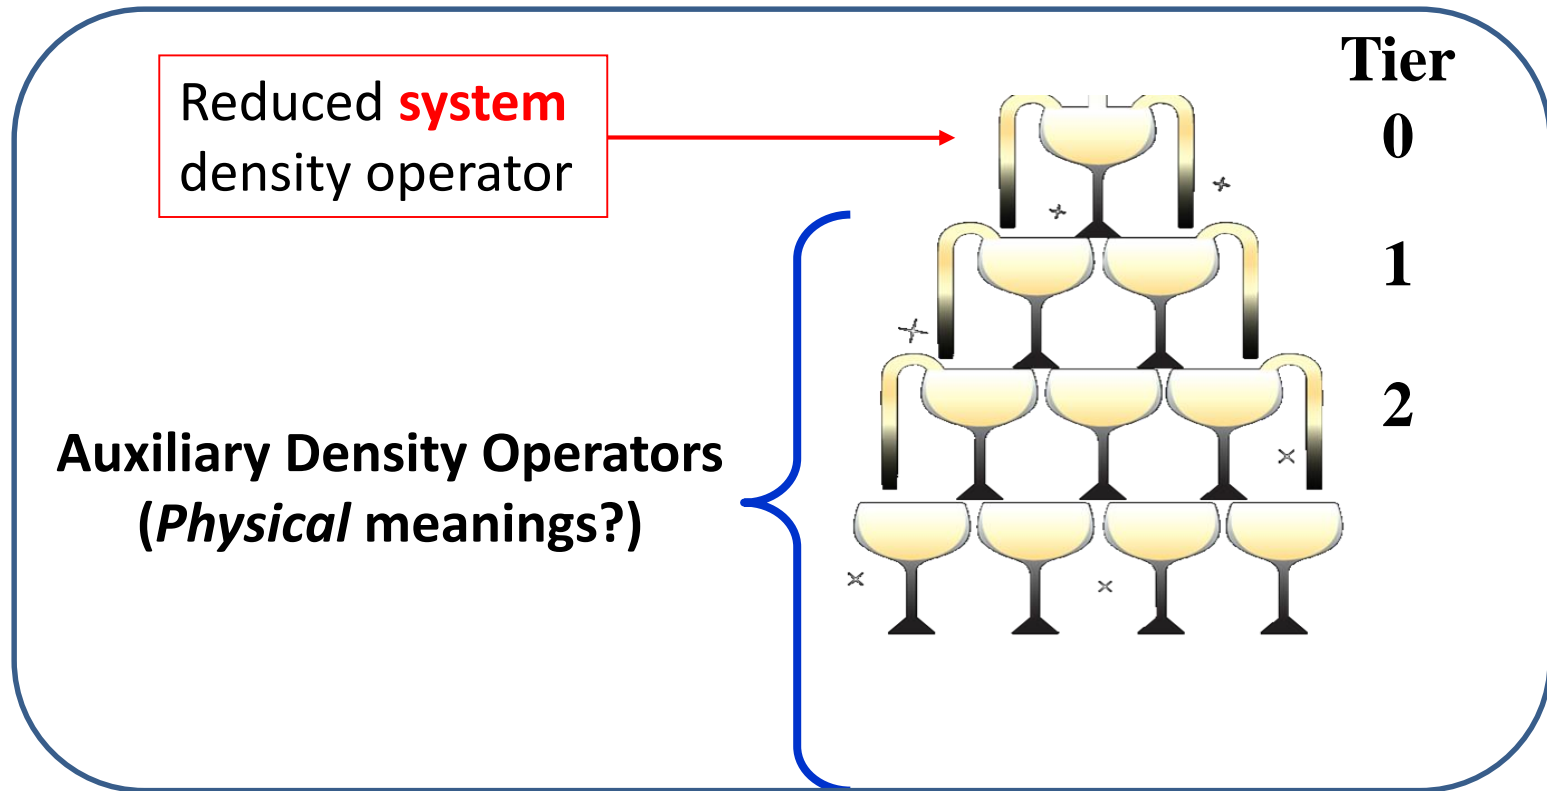 Reduced system
density operator
Auxiliary Density Operators
(Physical meanings?)
Tier
0
1
2